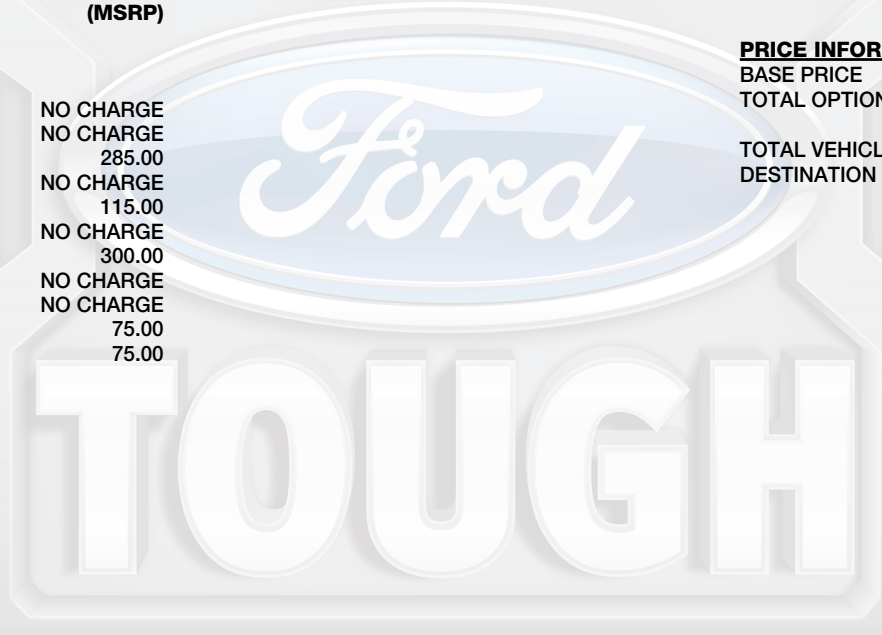 (MSRP)
NO CHARGE
NO CHARGE
285.00
NO CHARGE
115.00
NO CHARGE
300.00
NO CHARGE
NO CHARGE
75.00
75.00
PRICE INFOR
BASE PRICE
TOTAL OPTION
TOTAL VEHICL
DESTINATION
Ford
TOUGH